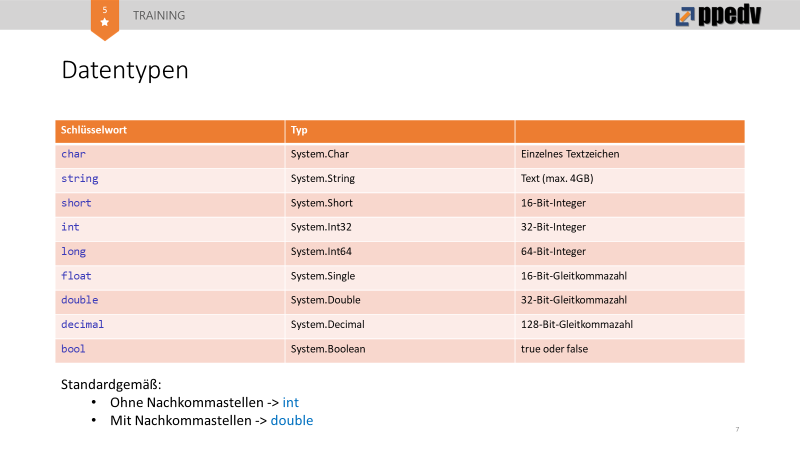 5
TRAINING
ppedv
Datentypen
Schlüsselwort Typ
char System.Char Einzelnes Textzeichen
string System.String Text (max. 4GB)
short System.Short 16-Bit-Integer
int System.Int32 32-Bit-Integer
long System.Int64 64-Bit-Integer
float System.Single 16-Bit-Gleitkommazahl
double System.Double 32-Bit-Gleitkommazahl
decimal System.Decimal 128-Bit-Gleitkommazahl
bool System.Boolean true oder false
Standardgemäß:
• Ohne Nachkommastellen -> int
• Mit Nachkommastellen -> double
7